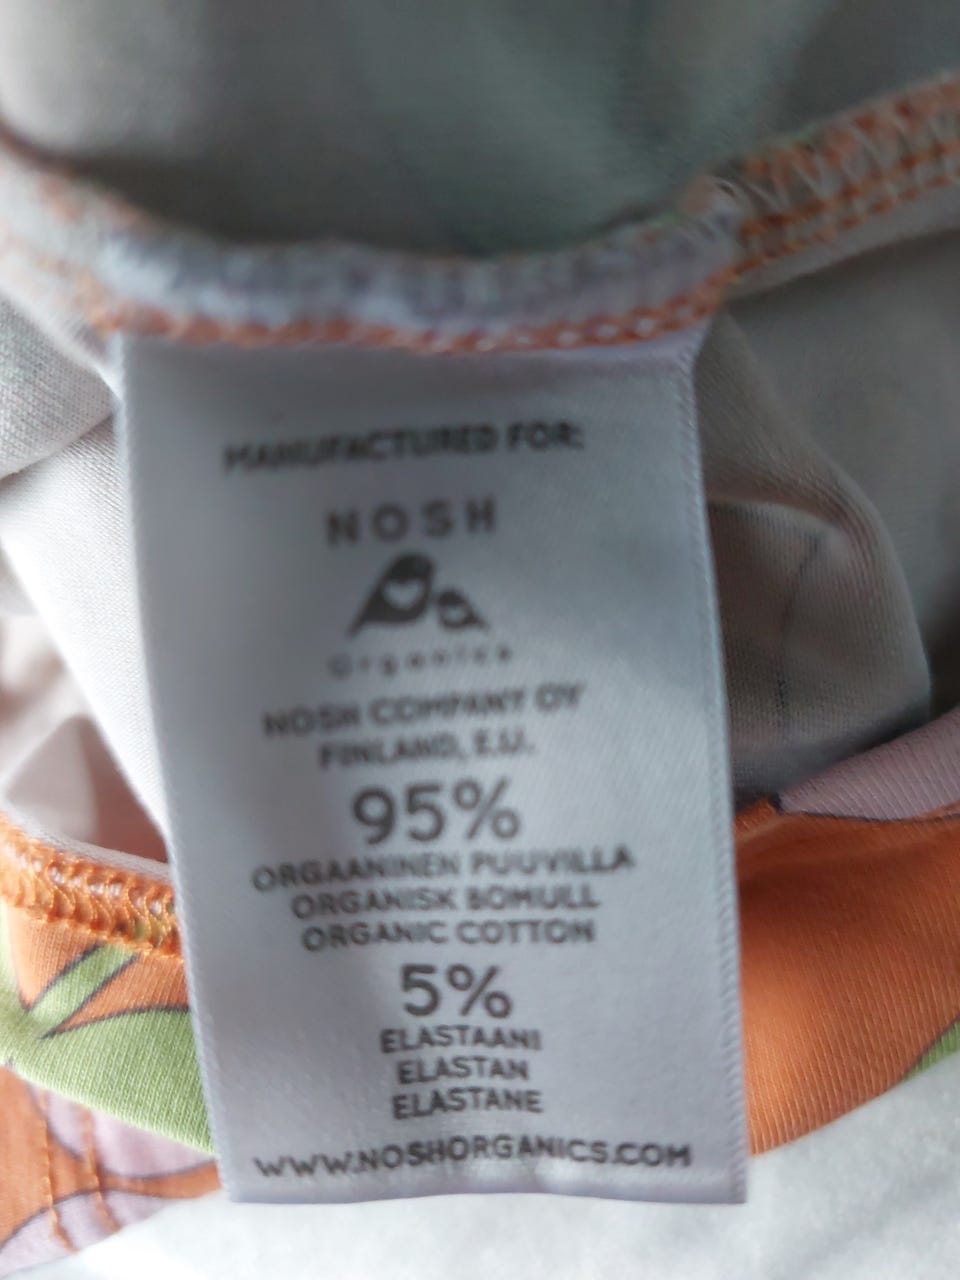 MANUFACTURED FOR:
NOSH
Organics
NOSH COMPANY OY
FINLAND, E.U.
95%
ORGAANINEN PUUVILLA
ORGANISK BOMULL
ORGANIC COTTON
5%
ELASTAANI
ELASTAN
ELASTANE
WWW.NOSHORGANICS.COM